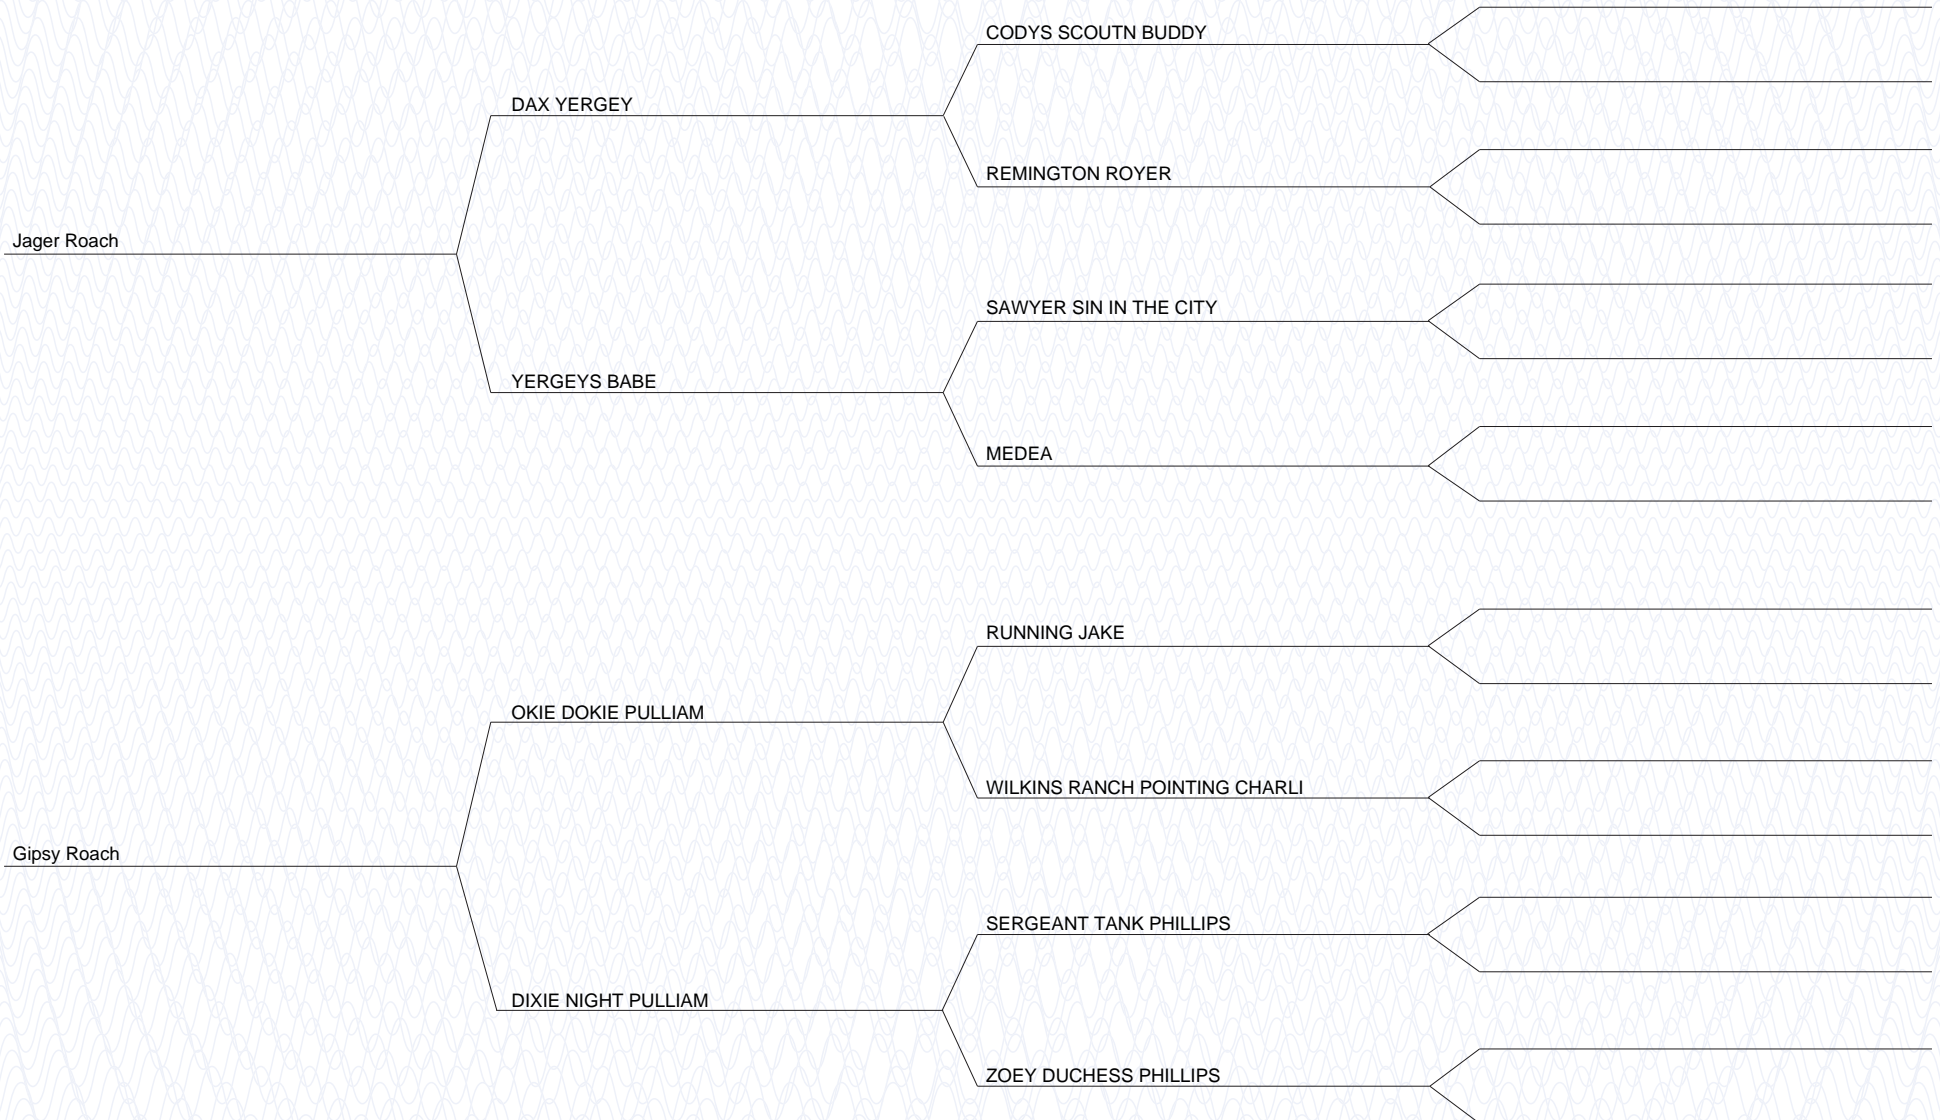 CODYS SCOUTN BUDDY
DAX YERGEY
REMINGTON ROYER
Jager Roach
SAWYER SIN IN THE CITY
YERGEYS BABE
MEDEA
RUNNING JAKE
OKIE DOKIE PULLIAM
WILKINS RANCH POINTING CHARLI
Gipsy Roach
SERGEANT TANK PHILLIPS
DIXIE NIGHT PULLIAM
ZOEY DUCHESS PHILLIPS